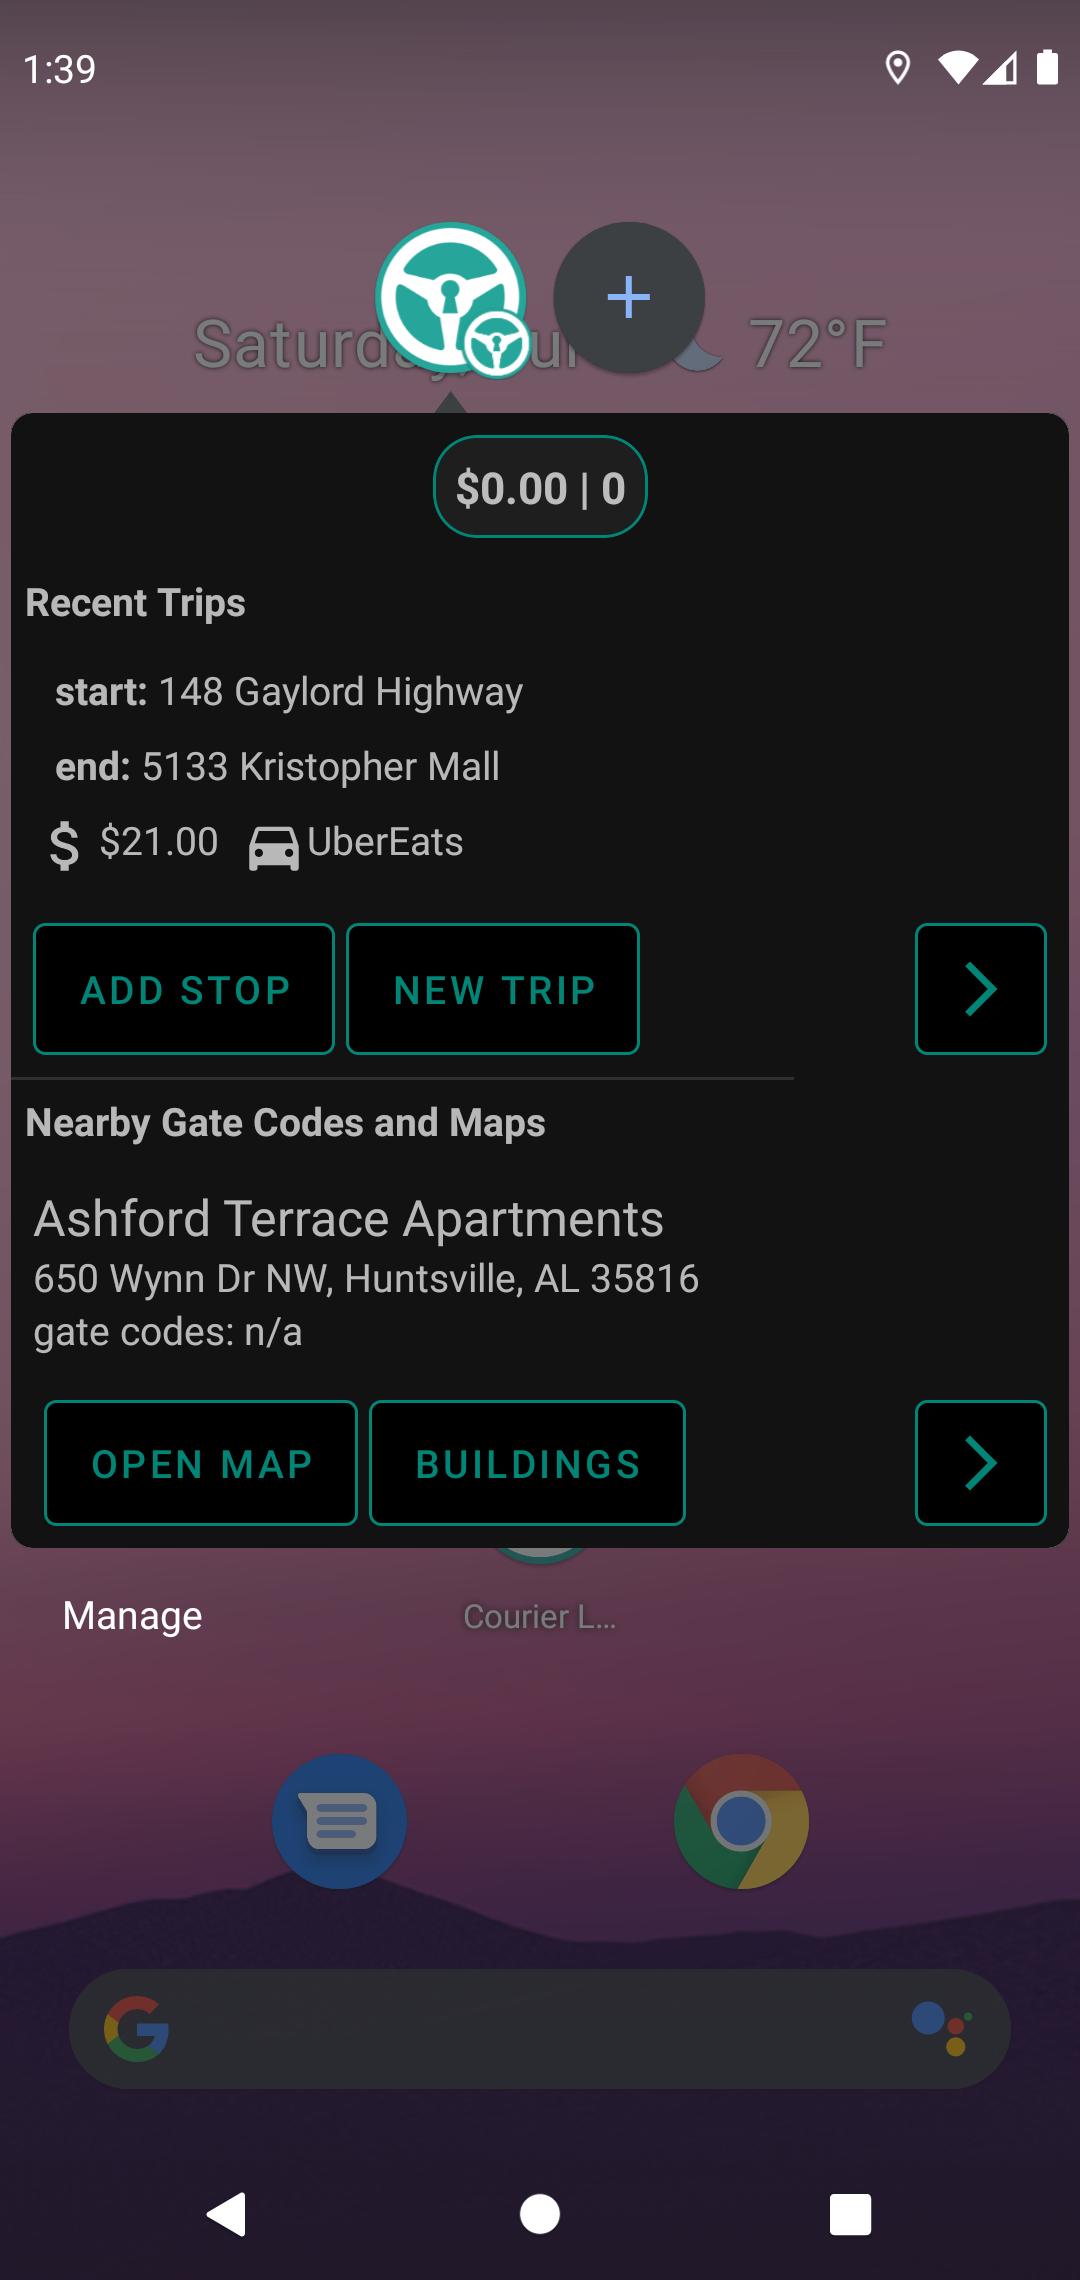 1:39
72°F
$0.00 | 0
Recent Trips
start: 148 Gaylord Highway
end: 5133 Kristopher Mall
$21.00 UberEats
ADD STOP NEW TRIP
Nearby Gate Codes and Maps
Ashford Terrace Apartments
650 Wynn Dr NW, Huntsville, AL 35816
gate codes: n/a
OPEN MAP BUILDINGS
Manage
Courier L...